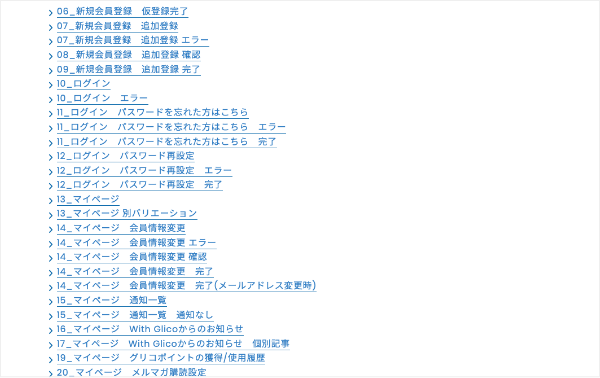 06_新規会員登録　仮登録完了
07_新規会員登録　追加登録
07_新規会員登録　追加登録 エラー
08_新規会員登録　追加登録 確認
09_新規会員登録　追加登録 完了
10_ログイン
10_ログイン　エラー
11_ログイン　パスワードを忘れた方はこちら
11_ログイン　パスワードを忘れた方はこちら　エラー
11_ログイン　パスワードを忘れた方はこちら　完了
12_ログイン　パスワード再設定
12_ログイン　パスワード再設定　エラー
12_ログイン　パスワード再設定　完了
13_マイページ
13_マイページ 別バリエーション
14_マイページ　会員情報変更
14_マイページ　会員情報変更 エラー
14_マイページ　会員情報変更 確認
14_マイページ　会員情報変更　完了
14_マイページ　会員情報変更　完了(メールアドレス変更時)
15_マイページ　通知一覧
15_マイページ　通知一覧　通知なし
16_マイページ　With Glicoからのお知らせ
17_マイページ　With Glicoからのお知らせ　個別記事
19_マイページ　グリコポイントの獲得/使用履歴
20_マイページ　メルマガ購読設定